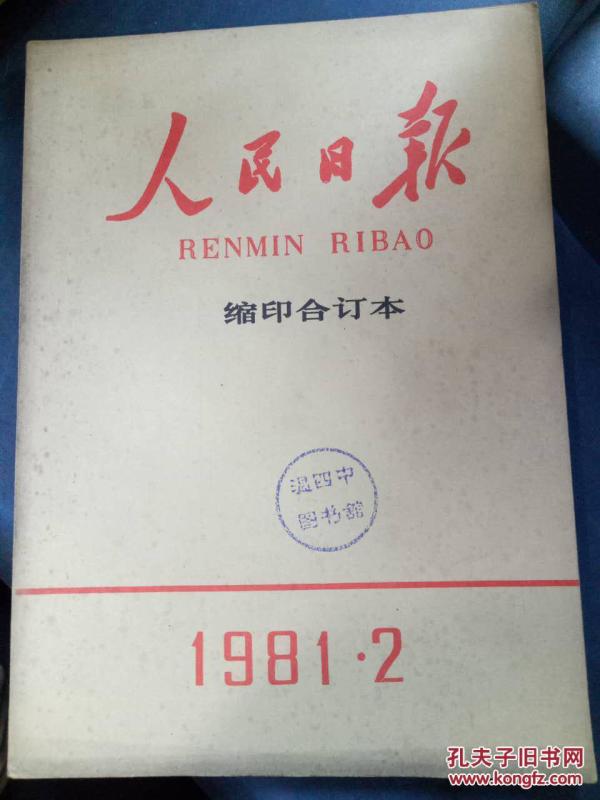 人民日报
RENMIN RIBAO
缩印合订本
温四中
图书馆
1981·2
孔夫子旧书网
www.kongfz.com